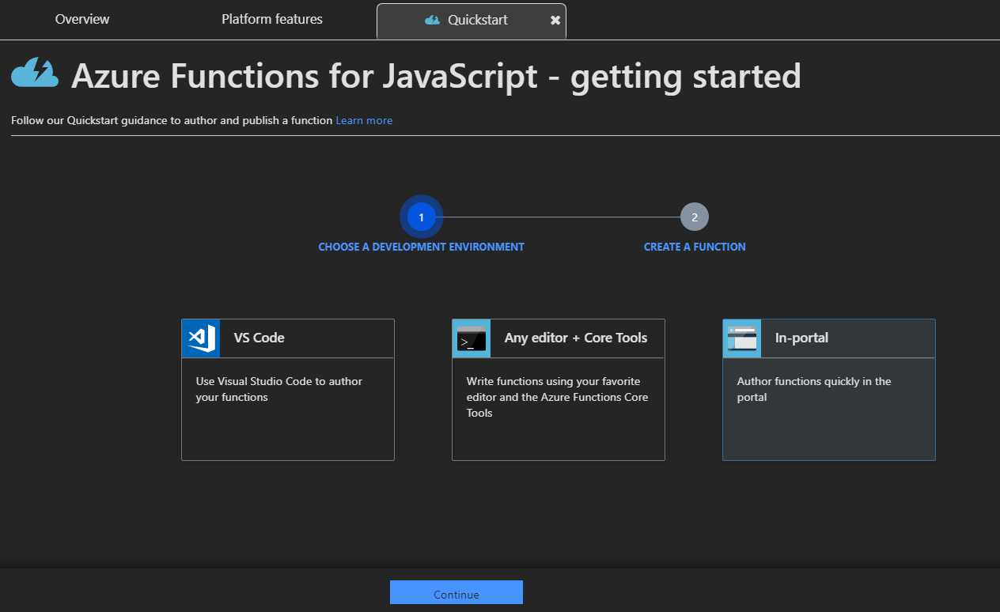 Overview
Platform features
Quickstart
Azure Functions for JavaScript - getting started
Follow our Quickstart guidance to author and publish a function Learn more
1
2
CHOOSE A DEVELOPMENT ENVIRONMENT
CREATE A FUNCTION
VS Code
Use Visual Studio Code to author
your functions
>_
Any editor + Core Tools
Write functions using your favorite
editor and the Azure Functions Core
Tools
In-portal
Author functions quickly in the
portal
Continue